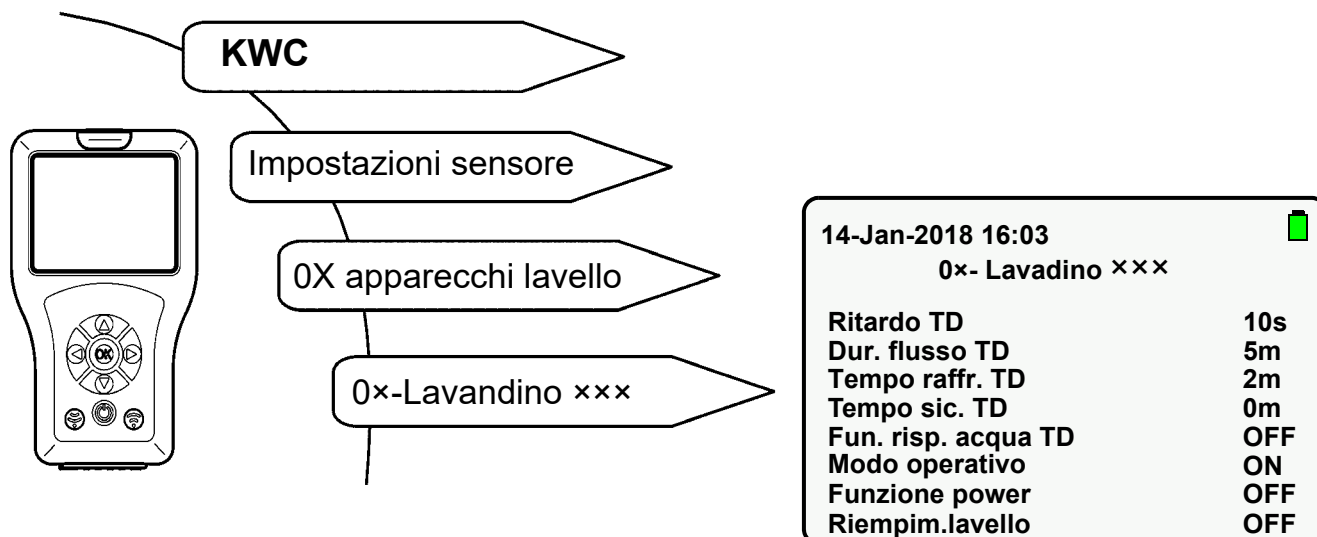 KWC
Impostazioni sensore
0X apparecchi lavello
0×-Lavandino ×××
OK
14-Jan-2018 16:03
0×- Lavadino ×××
Ritardo TD 10s
Dur. flusso TD 5m
Tempo raffr. TD 2m
Tempo sic. TD 0m
Fun. risp. acqua TD OFF
Modo operativo ON
Funzione power OFF
Riempim.lavello OFF